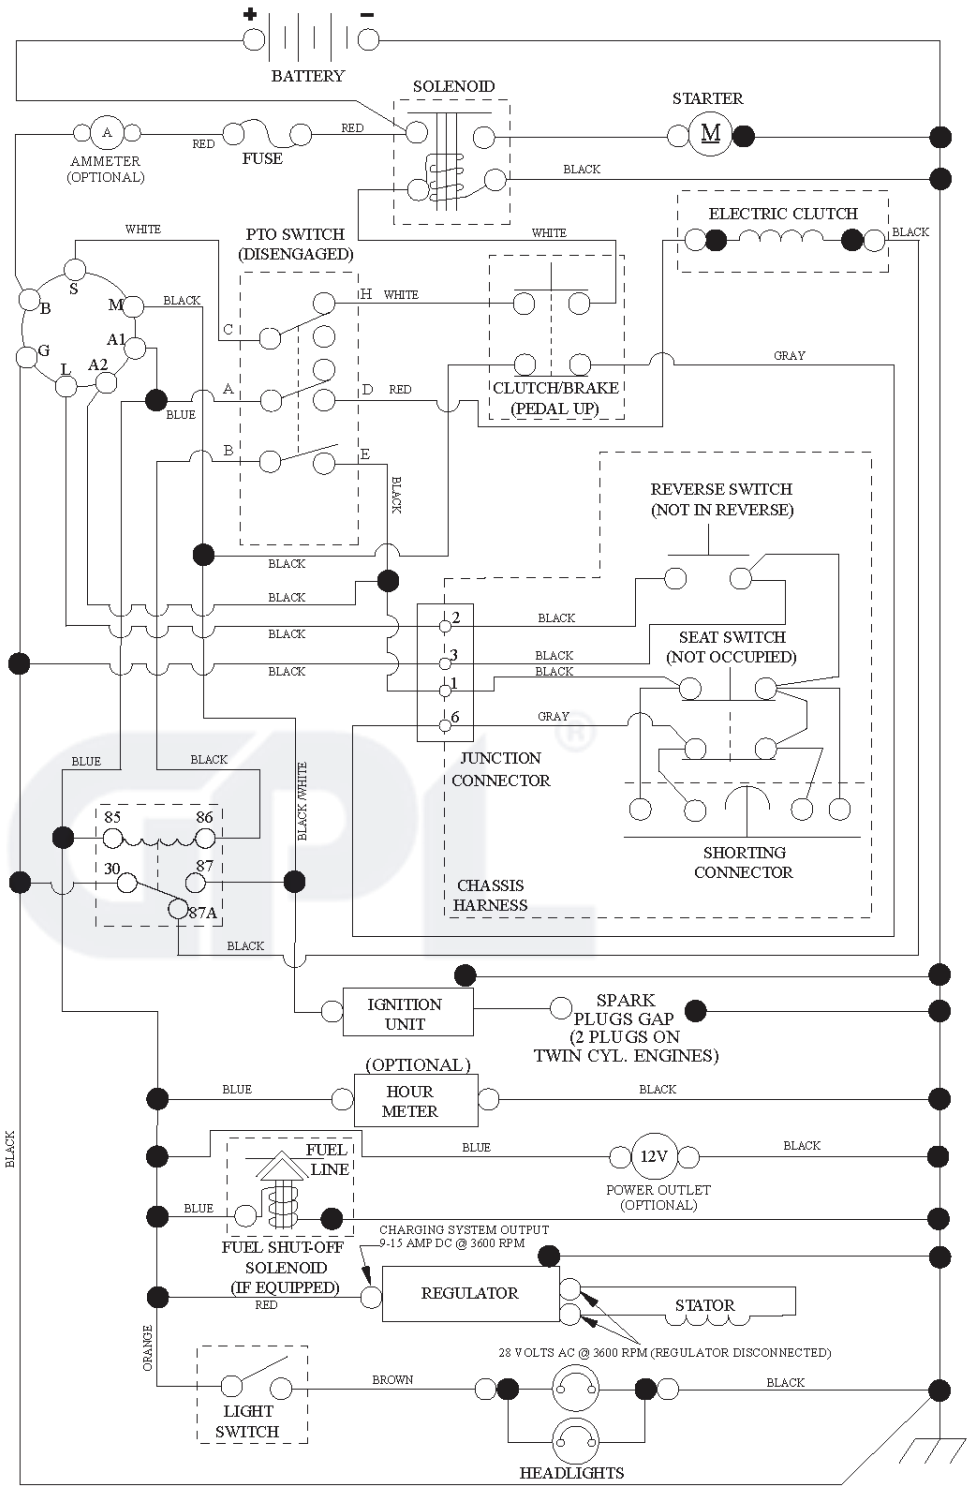 + −
BATTERY
SOLENOID
STARTER
A
M
RED
FUSE
RED
AMMETER
(OPTIONAL)
BLACK
ELECTRIC CLUTCH
BLACK
WHITE
PTO SWITCH
(DISENGAGED)
WHITE
S
B
M
BLACK
H
WHITE
C
G
A1
L
A2
GRAY
CLUTCH/BRAKE
(PEDAL UP)
A
D
RED
BLUE
B
E
BLACK
REVERSE SWITCH
(NOT IN REVERSE)
BLACK
BLACK
BLACK
2
BLACK
SEAT SWITCH
(NOT OCCUPIED)
BLACK
3
BLACK
BLACK
1
6
GRAY
®
GPL
JUNCTION
CONNECTOR
BLUE
BLACK
BLACK /WHITE
85
86
30
87
87A
SHORTING
CONNECTOR
CHASSIS
HARNESS
BLACK
IGNITION
UNIT
SPARK
PLUGS GAP
(2 PLUGS ON
TWIN CYL. ENGINES)
(OPTIONAL)
HOUR
METER
BLUE
BLACK
BLACK
BLUE
12V
BLACK
FUEL
LINE
POWER OUTLET
(OPTIONAL)
BLUE
CHARGING SYSTEM OUTPUT
9-15 AMP DC @ 3600 RPM
FUEL SHUT-OFF
SOLENOID
(IF EQUIPPED)
RED
REGULATOR
STATOR
28 VOLTS AC @ 3600 RPM (REGULATOR DISCONNECTED)
ORANGE
BROWN
BLACK
LIGHT
SWITCH
HEADLIGHTS